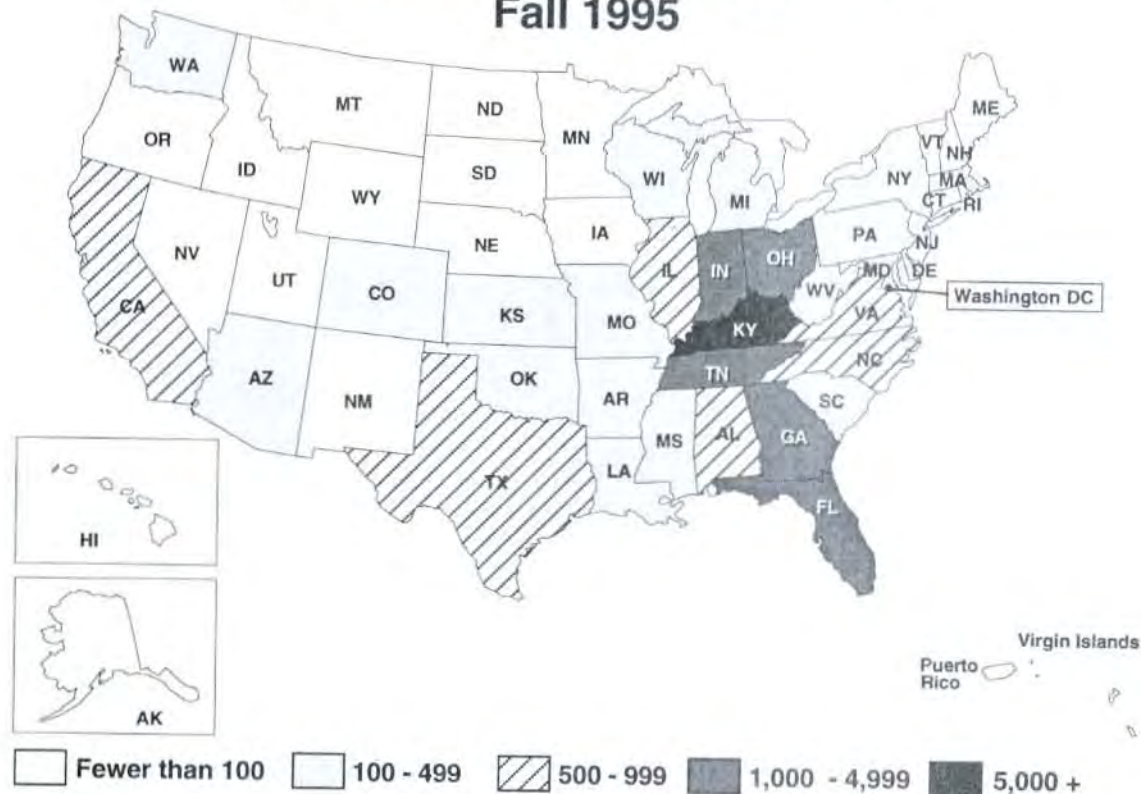 Fall 1995
WA
MT
ND
MN
ME
OR
ID
SD
WI
VT
NH
WY
MI
NY
MA
CT
RI
NV
NE
IA
PA
NJ
UT
CO
IL
IN
OH
MD
DE
WV
Washington DC
CA
KS
MO
KY
VA
AZ
OK
TN
NC
NM
AR
SC
MS
AL
GA
TX
LA
FL
HI
AK
Virgin Islands
Puerto
Rico
Fewer than 100
100 - 499
500 - 999
1,000 - 4,999
5,000 +